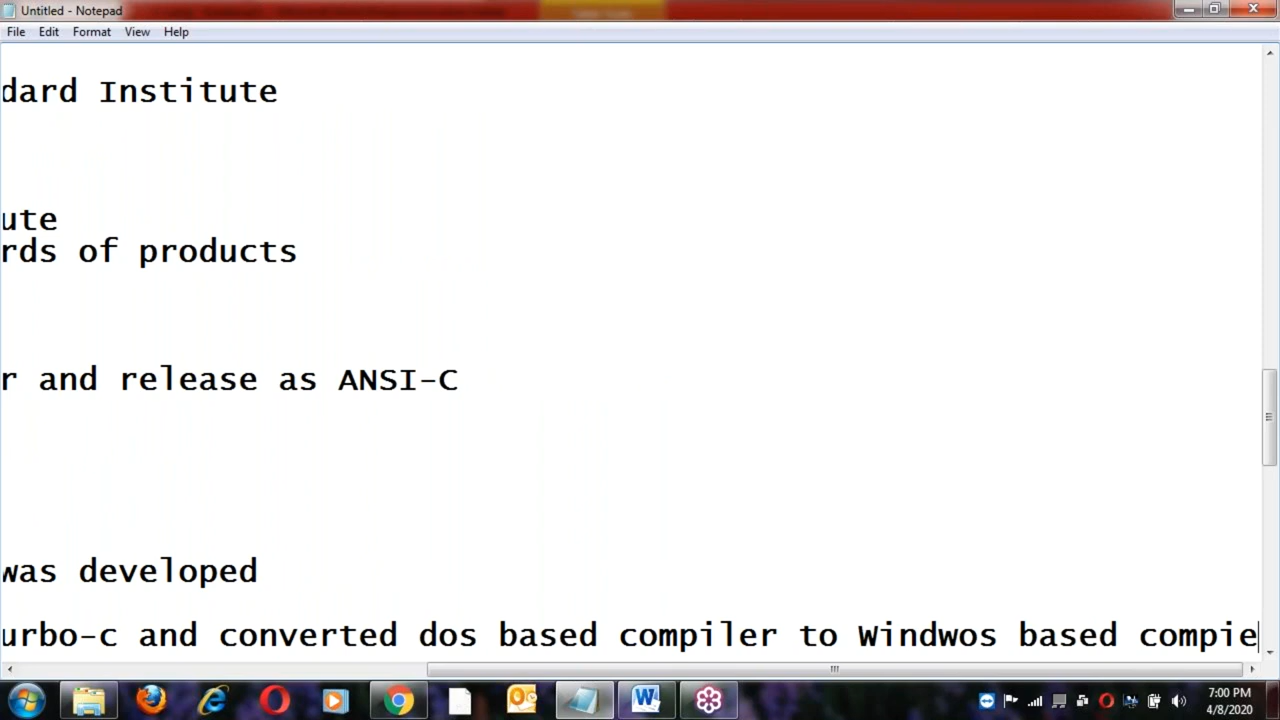 Untitled - Notepad
File Edit Format View Help
dard Institute
ute
rds of products
r and release as ANSI-C
was developed
urbo-c and converted dos based compiler to Windwos based compie
7:00 PM
4/8/2020